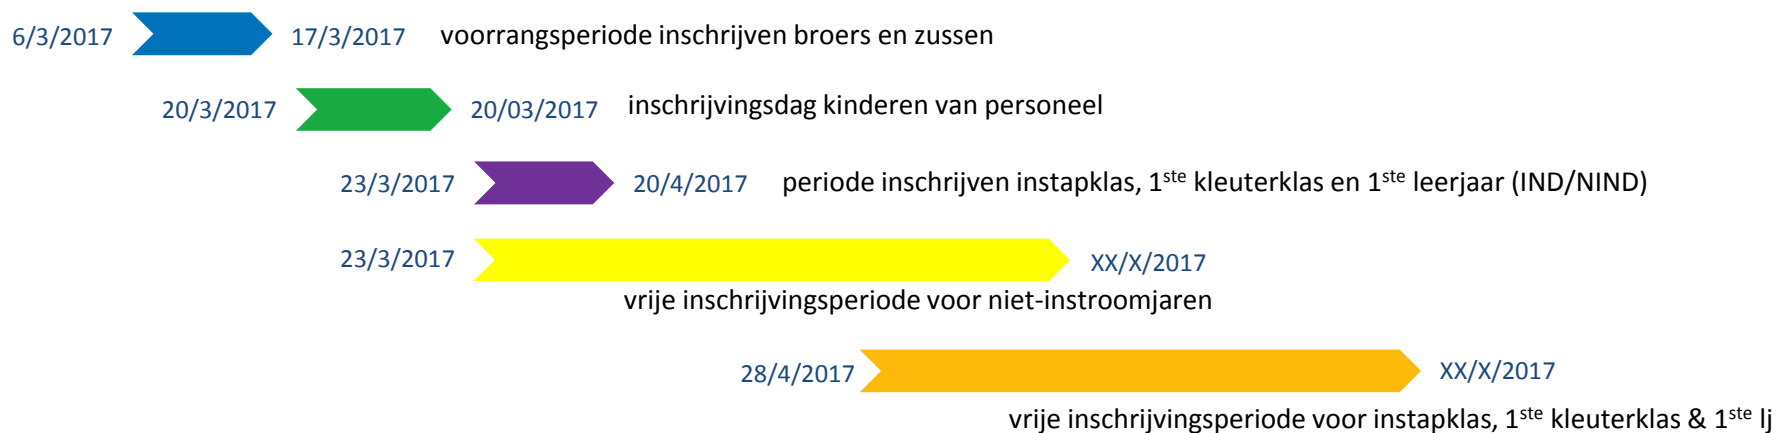 6/3/2017 17/3/2017 voorrangsperiode inschrijven broers en zussen
20/3/2017 20/03/2017 inschrijvingsdag kinderen van personeel
23/3/2017 20/4/2017 periode inschrijven instapklas, 1ste kleuterklas en 1ste leerjaar (IND/NIND)
23/3/2017 XX/X/2017
vrije inschrijvingsperiode voor niet-instroomjaren
28/4/2017 XX/X/2017
vrije inschrijvingsperiode voor instapklas, 1ste kleuterklas & 1ste lj